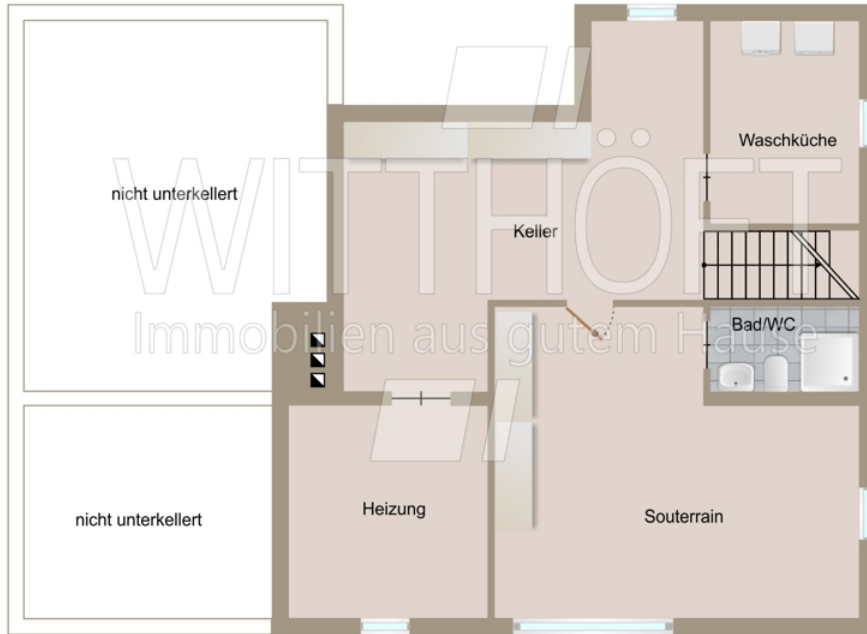 Waschküche
nicht unterkellert
WITTHÖFT
Keller
Immobilien aus gutem Hause
Bad/WC
Heizung
Souterrain
nicht unterkellert